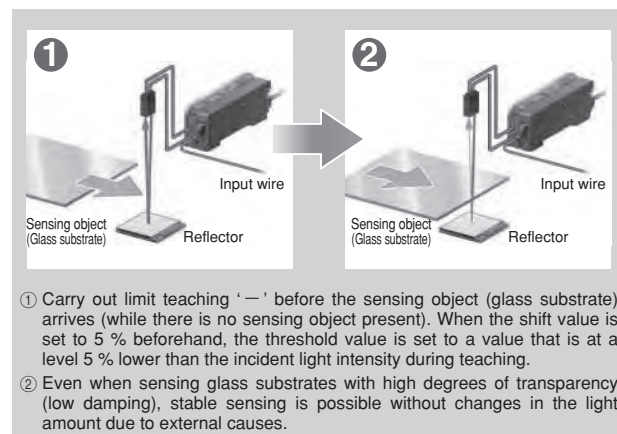 1
2
Input wire
Sensing object
(Glass substrate)
Reflector
Input wire
Sensing object
(Glass substrate)
Reflector
① Carry out limit teaching ‘－’ before the sensing object (glass substrate)
arrives (while there is no sensing object present). When the shift value is
set to 5 % beforehand, the threshold value is set to a value that is at a
level 5 % lower than the incident light intensity during teaching.
② Even when sensing glass substrates with high degrees of transparency
(low damping), stable sensing is possible without changes in the light
amount due to external causes.